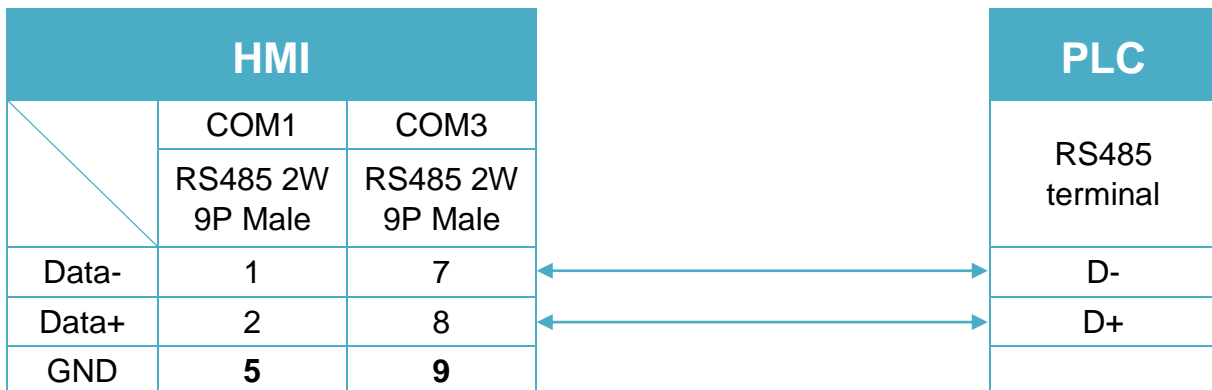 HMI
PLC
COM1 COM3
RS485 2W RS485 2W
9P Male 9P Male
RS485
terminal
Data- 1 7 D-
Data+ 2 8 D+
GND 5 9